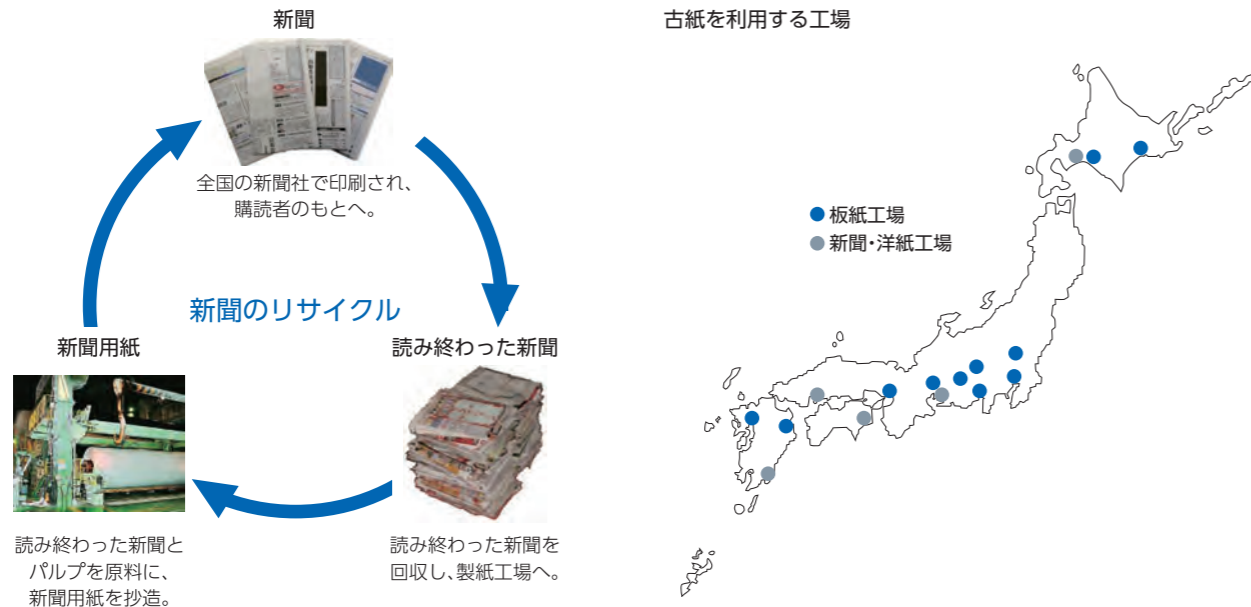 新聞
全国の新聞社で印刷され、
購読者のもとへ。
新聞のリサイクル
新聞用紙
読み終わった新聞と
パルプを原料に、
新聞用紙を抄造。
読み終わった新聞
読み終わった新聞を
回収し、製紙工場へ。
古紙を利用する工場
板紙工場
新聞・洋紙工場